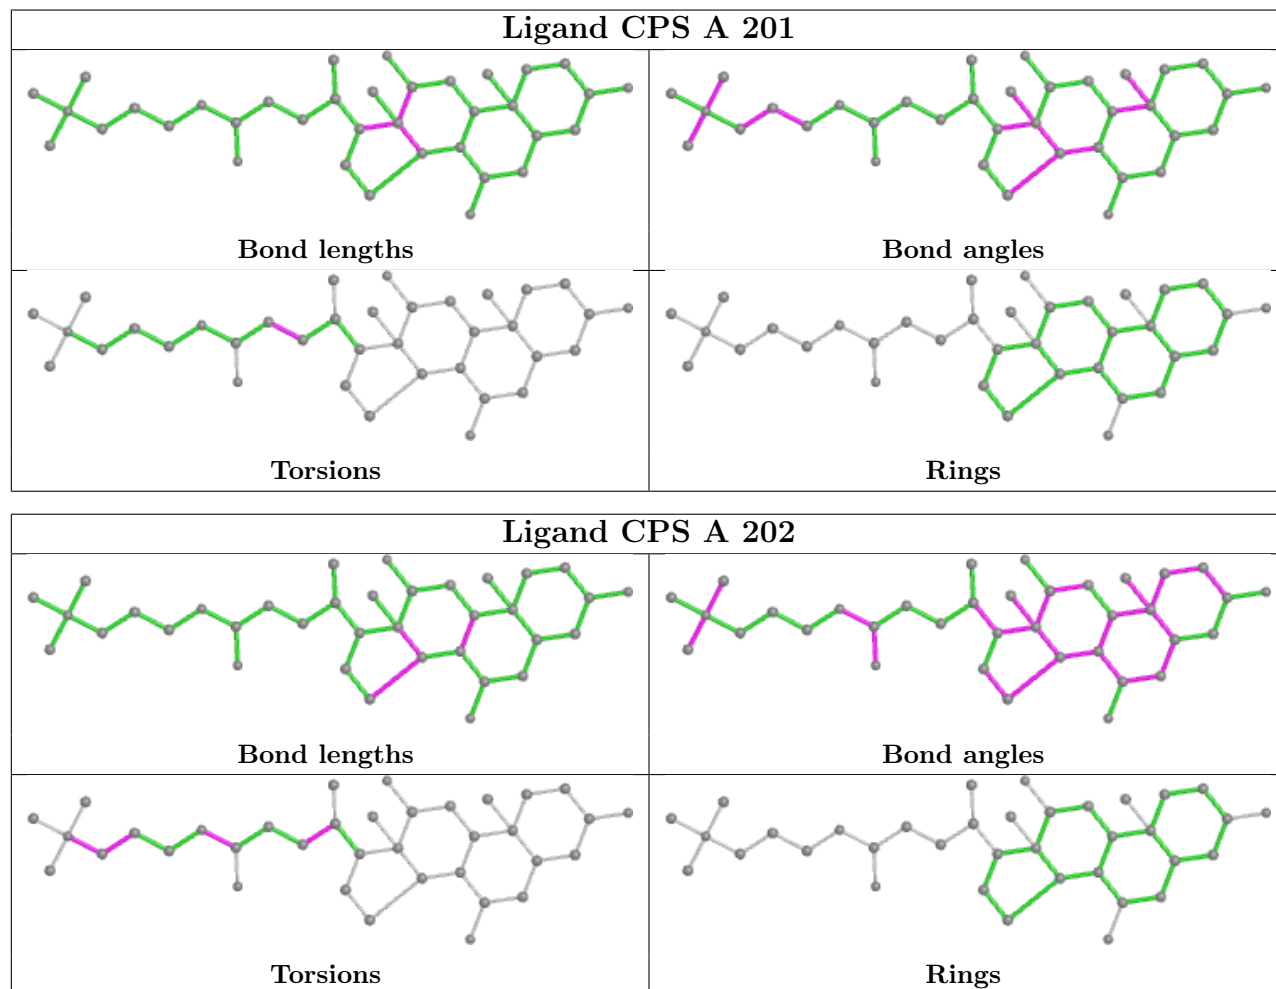 Ligand CPS A 201
Bond lengths
Bond angles
Torsions
Rings
Ligand CPS A 202
Bond lengths
Bond angles
Torsions
Rings